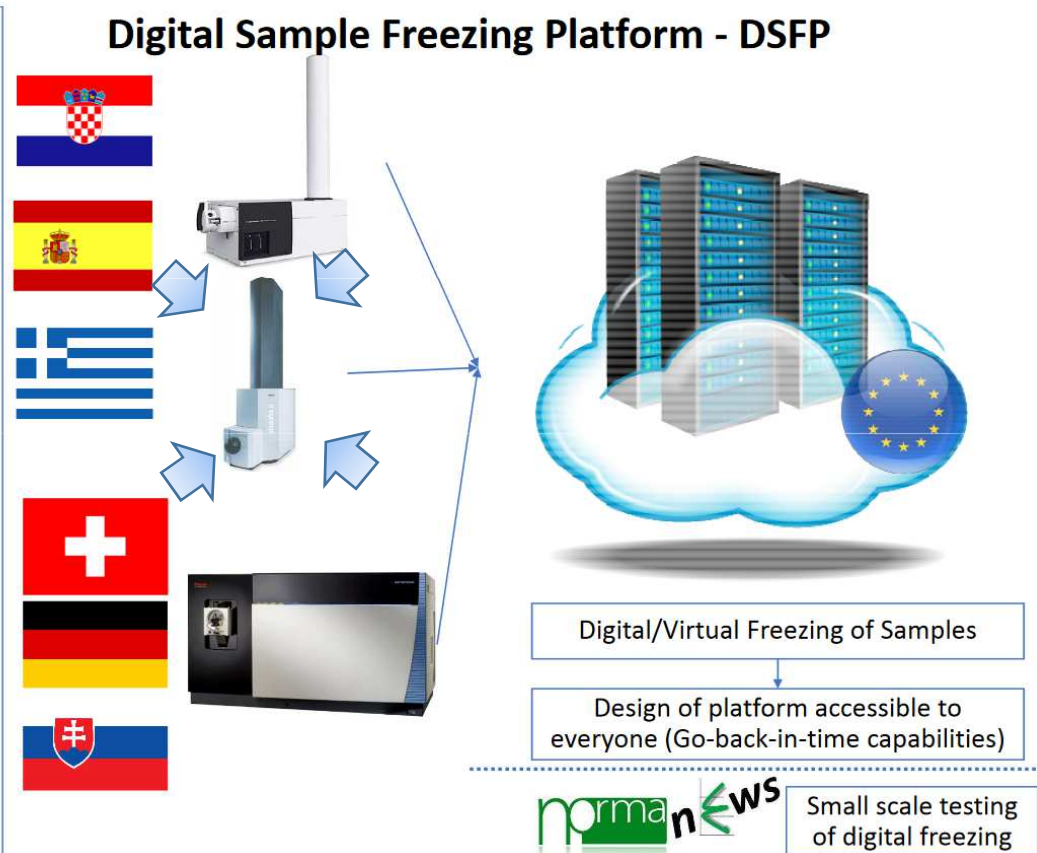 Digital Sample Freezing Platform - DSFP
Digital/Virtual Freezing of Samples
Design of platform accessible to
everyone (Go-back-in-time capabilities)
norman Ews
Small scale testing
of digital freezing